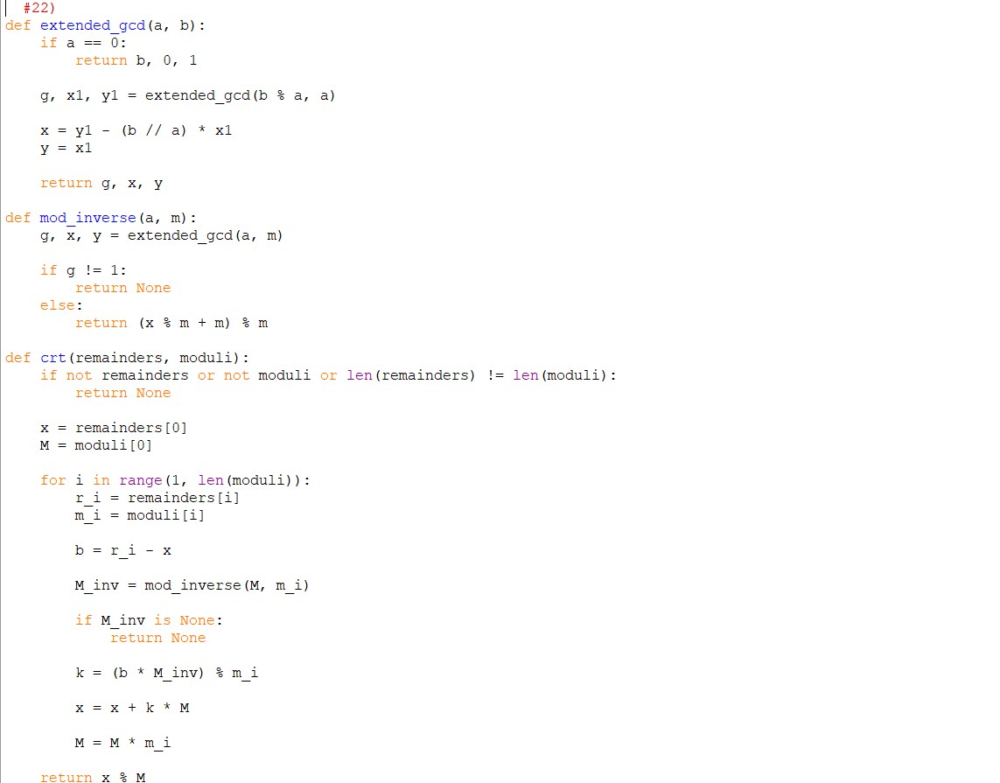 #22)
def extended_gcd(a, b):
    if a == 0:
        return b, 0, 1
    g, x1, y1 = extended_gcd(b % a, a)
    x = y1 - (b // a) * x1
    y = x1
    return g, x, y
def mod_inverse(a, m):
    g, x, y = extended_gcd(a, m)
    if g != 1:
        return None
    else:
        return (x % m + m) % m
def crt(remainders, moduli):
    if not remainders or not moduli or len(remainders) != len(moduli):
        return None
    x = remainders[0]
    M = moduli[0]
    for i in range(1, len(moduli)):
        r_i = remainders[i]
        m_i = moduli[i]
        b = r_i - x
        M_inv = mod_inverse(M, m_i)
        if M_inv is None:
            return None
        k = (b * M_inv) % m_i
        x = x + k * M
        M = M * m_i
    return x % M